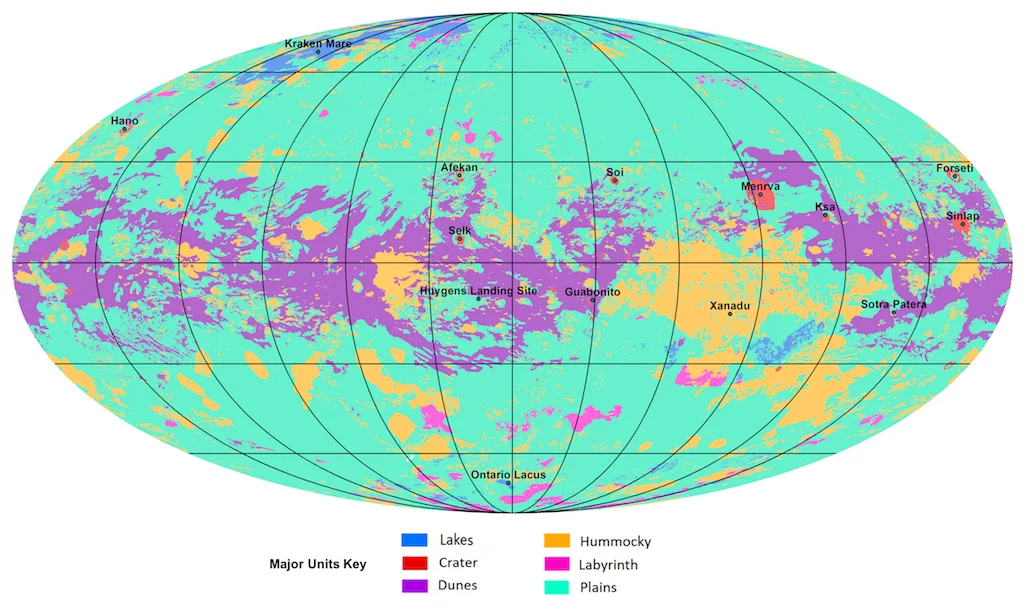 Kraken Mare
Hano
Afekan
Soi
Forseti
Menrva
Ksa
Sinlap
Selk
Huygens Landing Site
Guabonito
Xanadu
Sotra Patera
Ontario Lacus
Major Units Key
Lakes
Crater
Dunes
Hummocky
Labyrinth
Plains